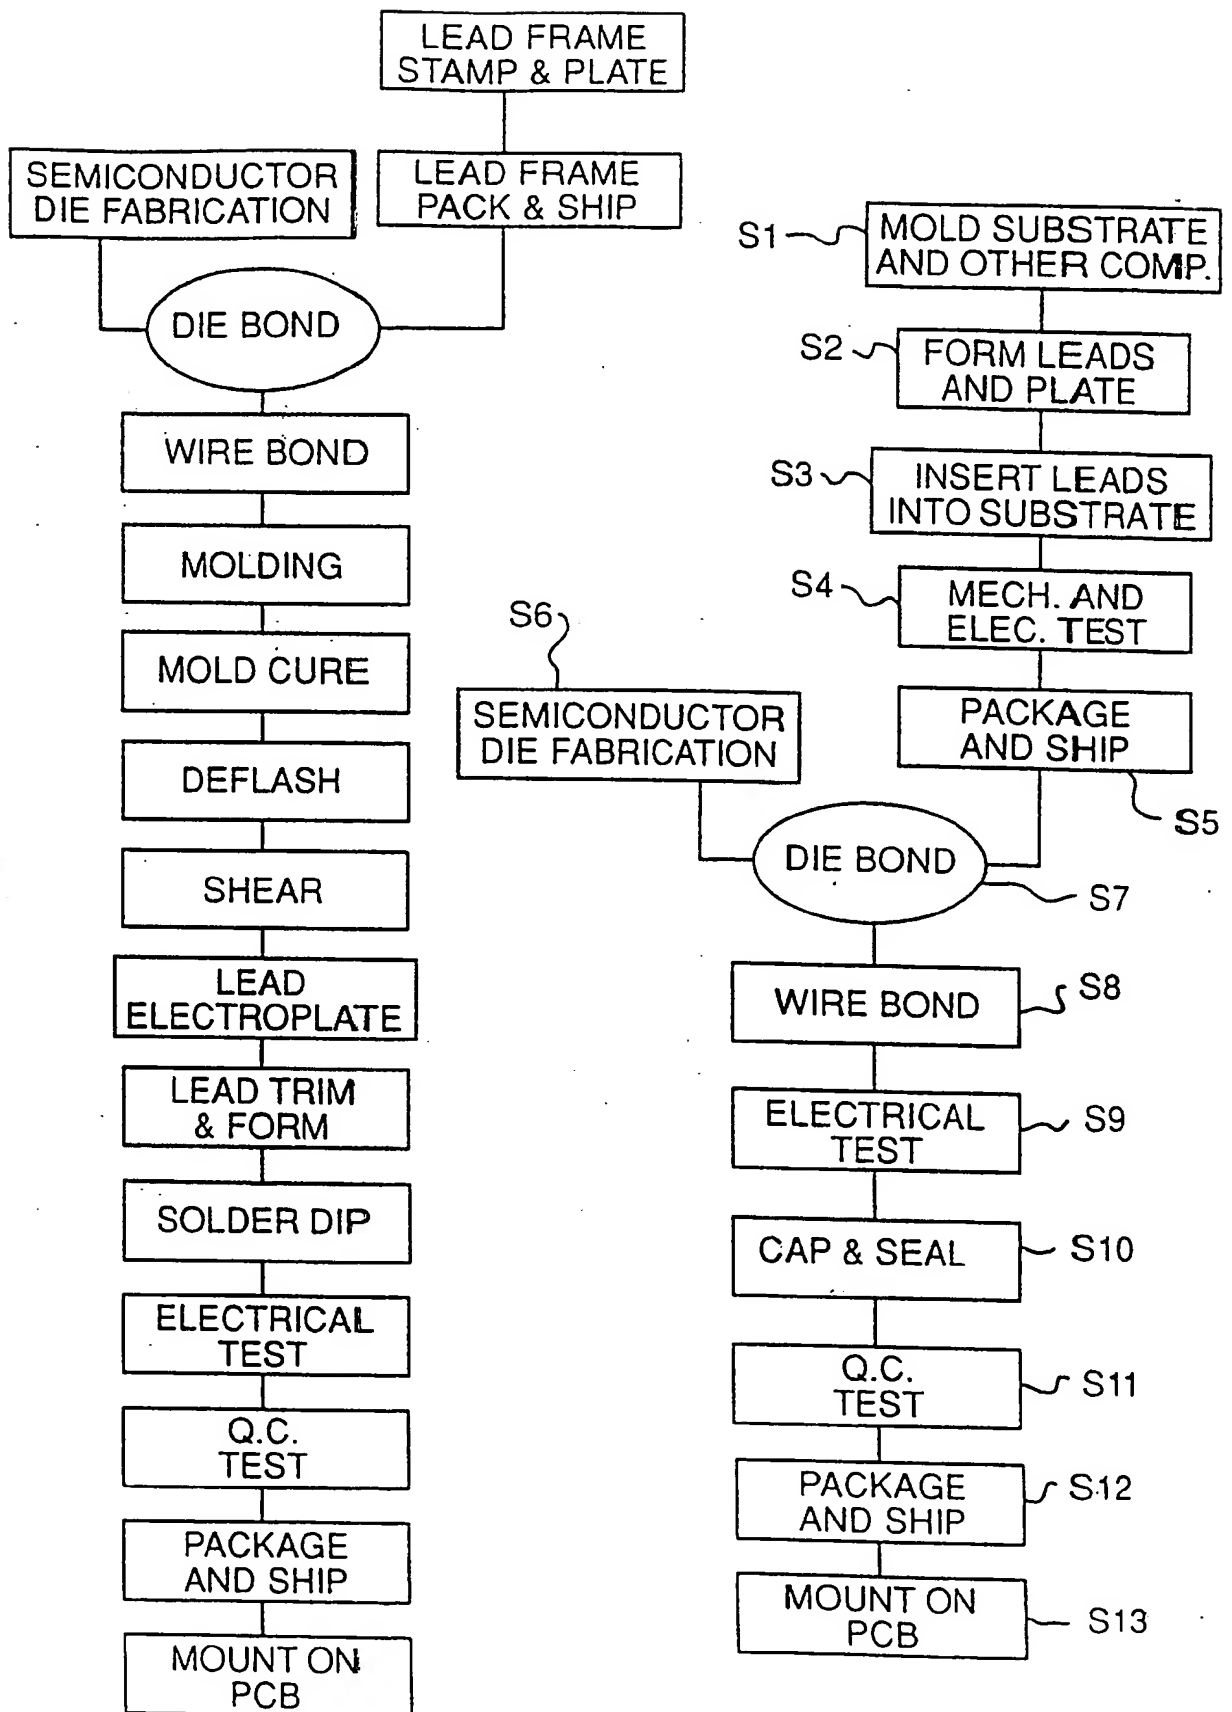 LEAD FRAME
STAMP & PLATE
SEMICONDUCTOR
DIE FABRICATION
LEAD FRAME
PACK & SHIP
DIE BOND
WIRE BOND
MOLDING
MOLD CURE
DEFLASH
SHEAR
LEAD
ELECTROPLATE
LEAD TRIM
& FORM
SOLDER DIP
ELECTRICAL
TEST
Q.C.
TEST
PACKAGE
AND SHIP
MOUNT ON
PCB
S1
MOLD SUBSTRATE
AND OTHER COMP.
S2
FORM LEADS
AND PLATE
S3
INSERT LEADS
INTO SUBSTRATE
S4
MECH. AND
ELEC. TEST
PACKAGE
AND SHIP
S5
S6
SEMICONDUCTOR
DIE FABRICATION
DIE BOND
S7
WIRE BOND
S8
ELECTRICAL
TEST
S9
CAP & SEAL
S10
Q.C.
TEST
S11
PACKAGE
AND SHIP
S12
MOUNT ON
PCB
S13